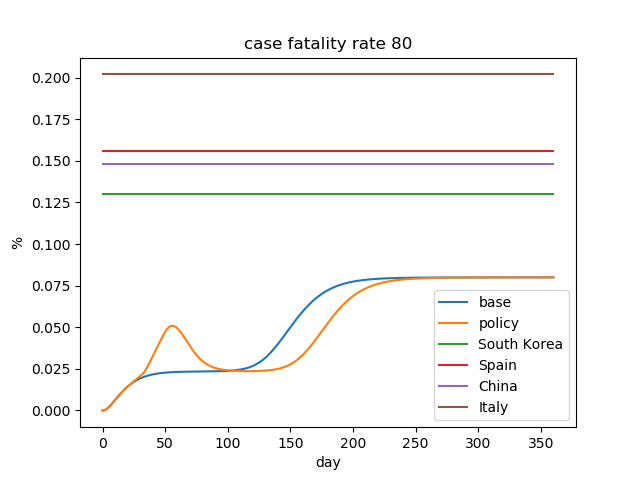 case fatality rate 80
0.200
0.175
0.150
0.125
0.100
0.075
0.050
0.025
0.000
%
0 50 100 150 200 250 300 350
day
base
policy
South Korea
Spain
China
Italy